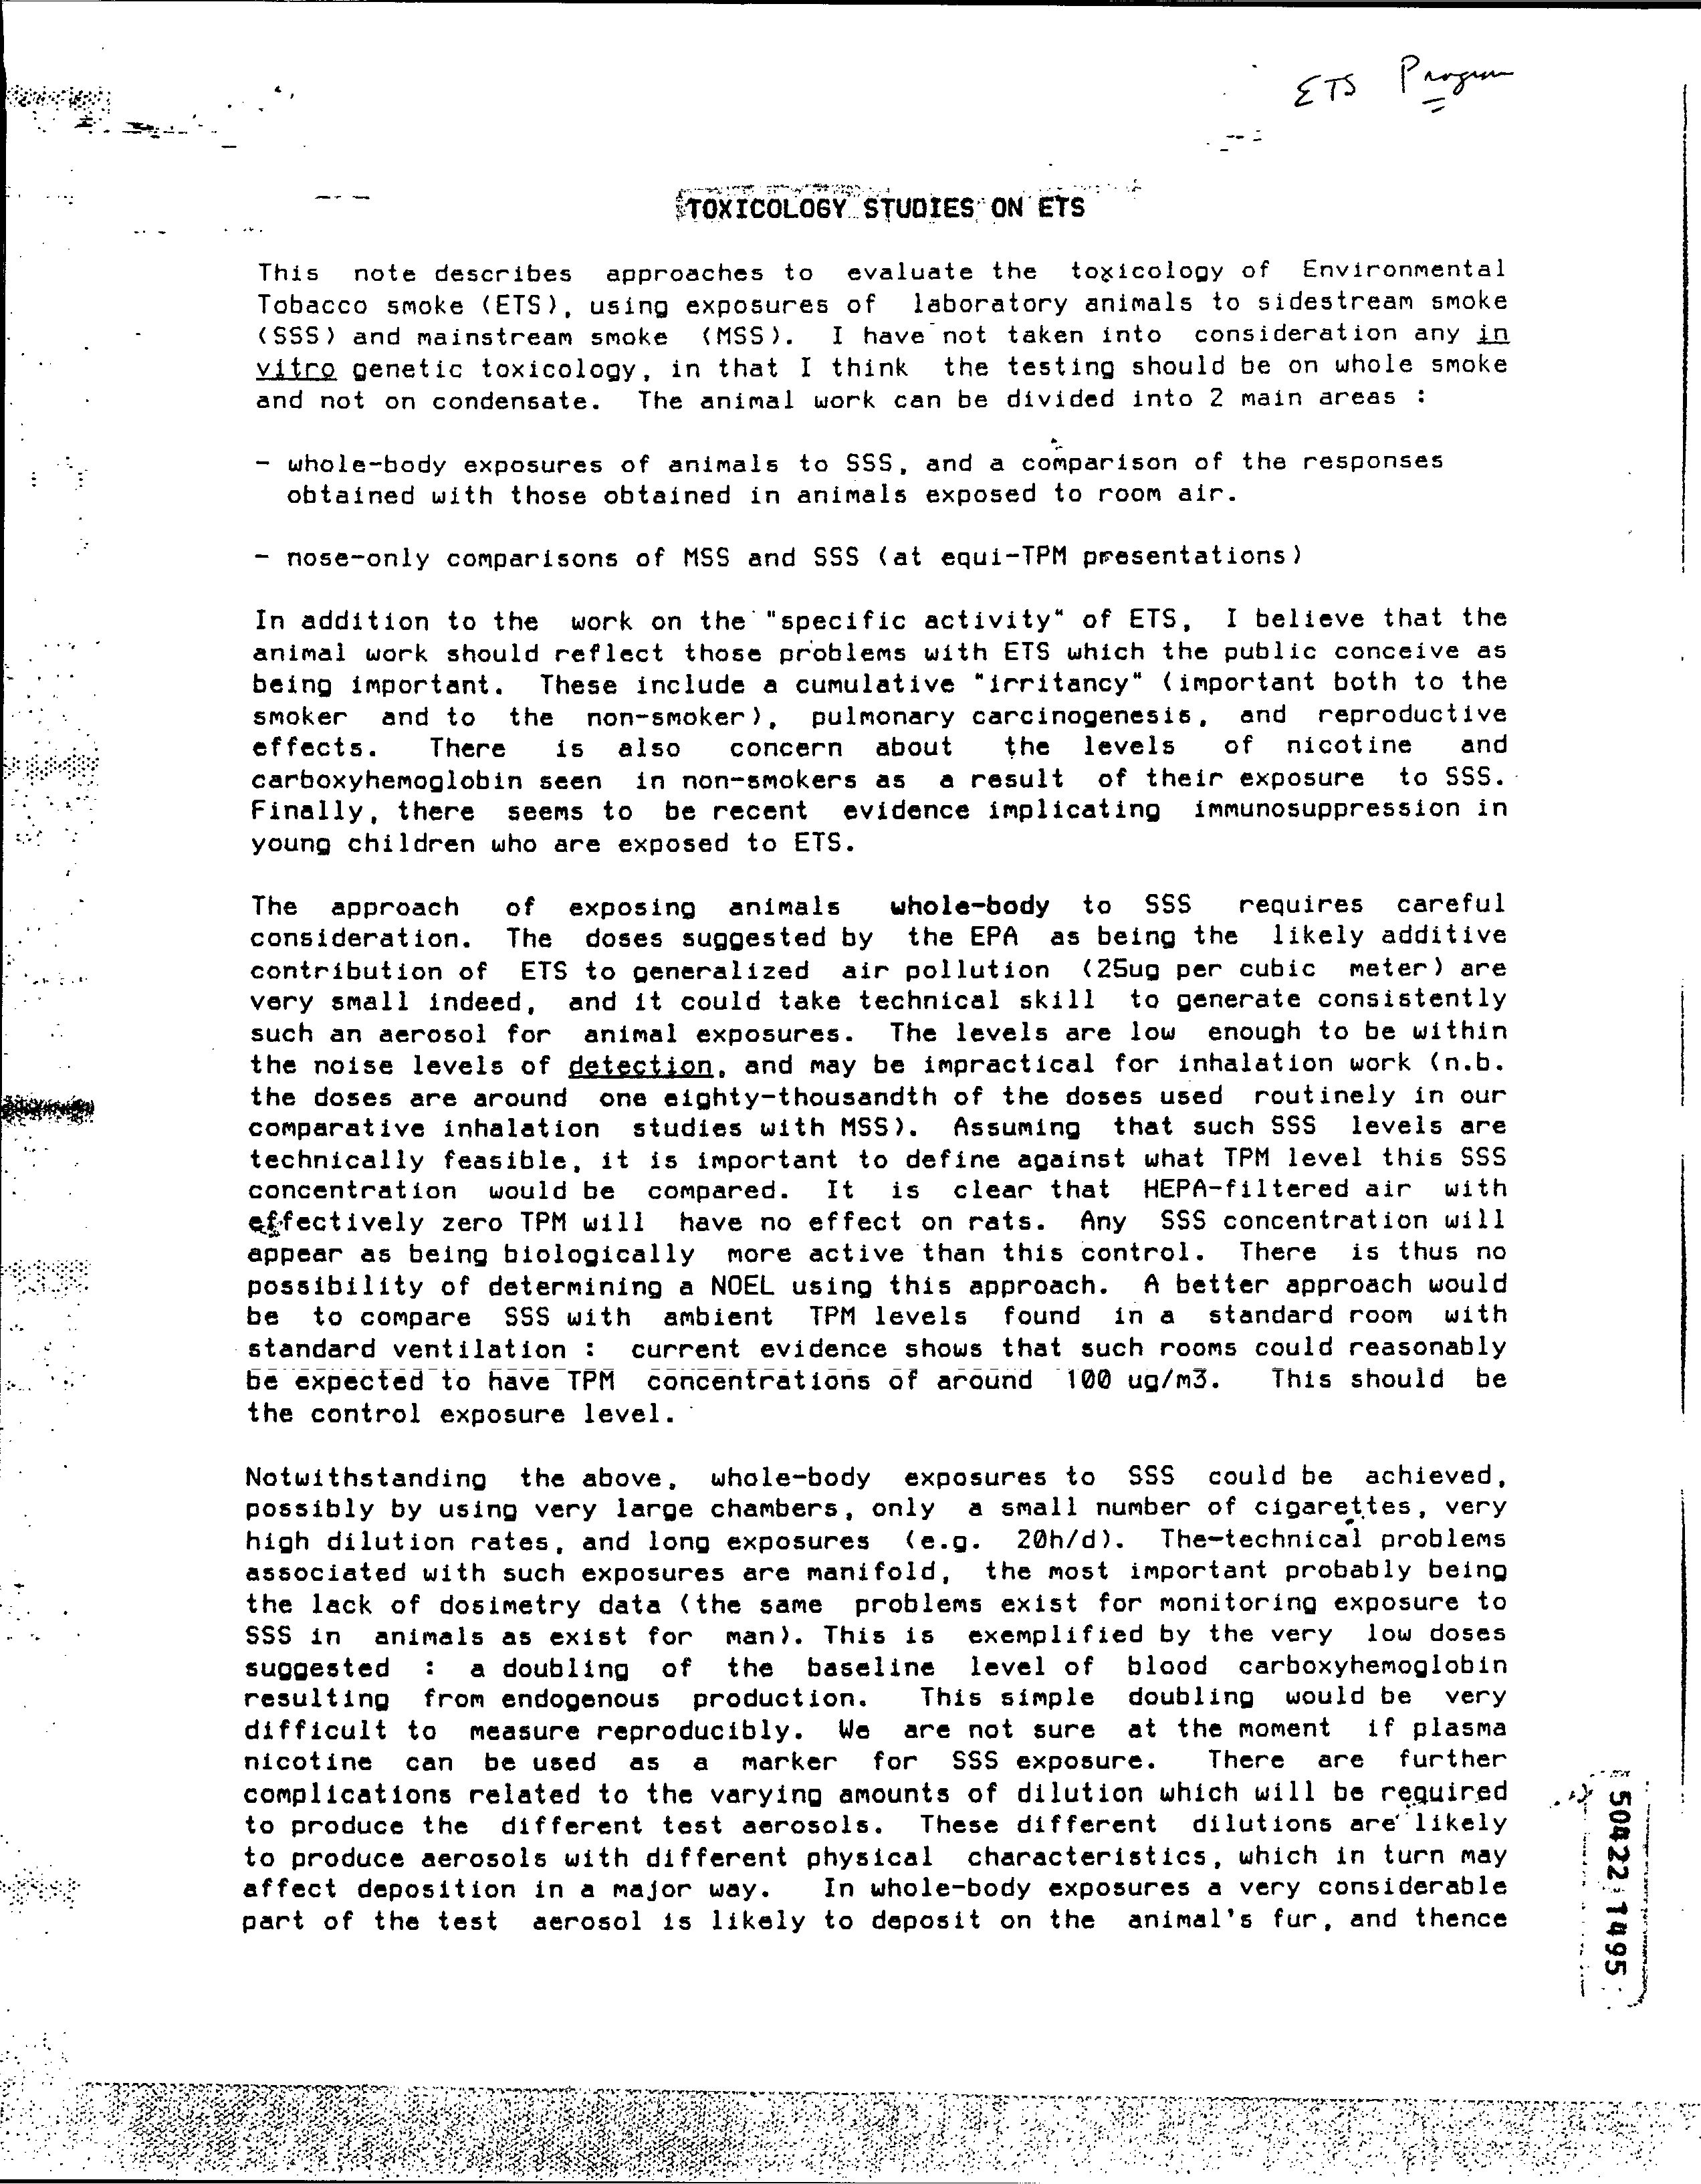 ETS Program
TOXICOLOGY STUDIES ON ETS
This note describes approaches to evaluate the toxicology of Environmental
Tobacco smoke (ETS), using exposures of laboratory animals to sidestream smoke
(SSS) and mainstream smoke (MSS). I have not taken into consideration any in
vitro genetic toxicology, in that I think the testing should be on whole smoke
and not on condensate. The animal work can be divided into 2 main areas :
- whole-body exposures of animals to SSS, and a comparison of the responses
obtained with those obtained in animals exposed to room air.
- nose-only comparisons of MSS and SSS (at equi-TPM presentations)
In addition to the work on the "specific activity" of ETS, I believe that the
animal work should reflect those problems with ETS which the public conceive as
being important. These include a cumulative "irritancy" (important both to the
smoker and to the non-smoker), pulmonary carcinogenesis, and reproductive
effects. There is also concern about the levels of nicotine and
carboxyhemoglobin seen in non-smokers as a result of their exposure to SSS.
Finally, there seems to be recent evidence implicating immunosuppression in
young children who are exposed to ETS.
The approach of exposing animals whole-body to SSS requires careful
consideration. The doses suggested by the EPA as being the likely additive
contribution of ETS to generalized air pollution (25ug per cubic meter) are
very small indeed, and it could take technical skill to generate consistently
such an aerosol for animal exposures. The levels are low enough to be within
the noise levels of detection, and may be impractical for inhalation work (n.b.
the doses are around one eighty-thousandth of the doses used routinely in our
comparative inhalation studies with MSS). Assuming that such SSS levels are
technically feasible, it is important to define against what TPM level this SSS
concentration would be compared. It is clear that HEPA-filtered air with
effectively zero TPM will have no effect on rats. Any SSS concentration will
appear as being biologically more active than this control. There is thus no
possibility of determining a NOEL using this approach. A better approach would
be to compare SSS with ambient TPM levels found in a standard room with
standard ventilation : current evidence shows that such rooms could reasonably
be expected to have TPM concentrations of around 100 ug/m3. This should be
the control exposure level.
Notwithstanding the above, whole-body exposures to SSS could be achieved,
possibly by using very large chambers, only a small number of cigarettes, very
high dilution rates, and long exposures (e.g. 20h/d). The technical problems
associated with such exposures are manifold, the most important probably being
the lack of dosimetry data (the same problems exist for monitoring exposure to
SSS in animals as exist for man). This is exemplified by the very low doses
suggested : a doubling of the baseline level of blood carboxyhemoglobin
resulting from endogenous production. This simple doubling would be very
difficult to measure reproducibly. We are not sure at the moment if plasma
nicotine can be used as a marker for SSS exposure. There are further
complications related to the varying amounts of dilution which will be required
to produce the different test aerosols. These different dilutions are likely
to produce aerosols with different physical characteristics, which in turn may
affect deposition in a major way. In whole-body exposures a very considerable
part of the test aerosol is likely to deposit on the animal's fur, and thence
50422 1495